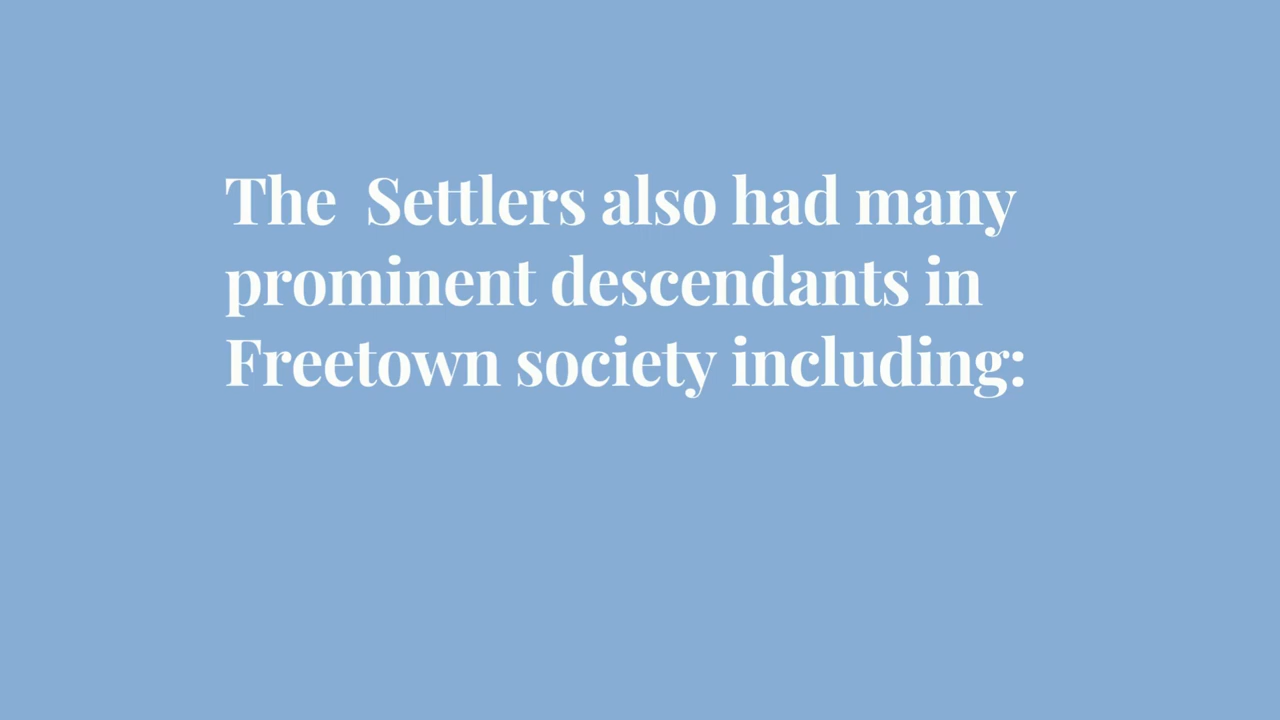 The  Settlers also had many
prominent descendants in
Freetown society including: